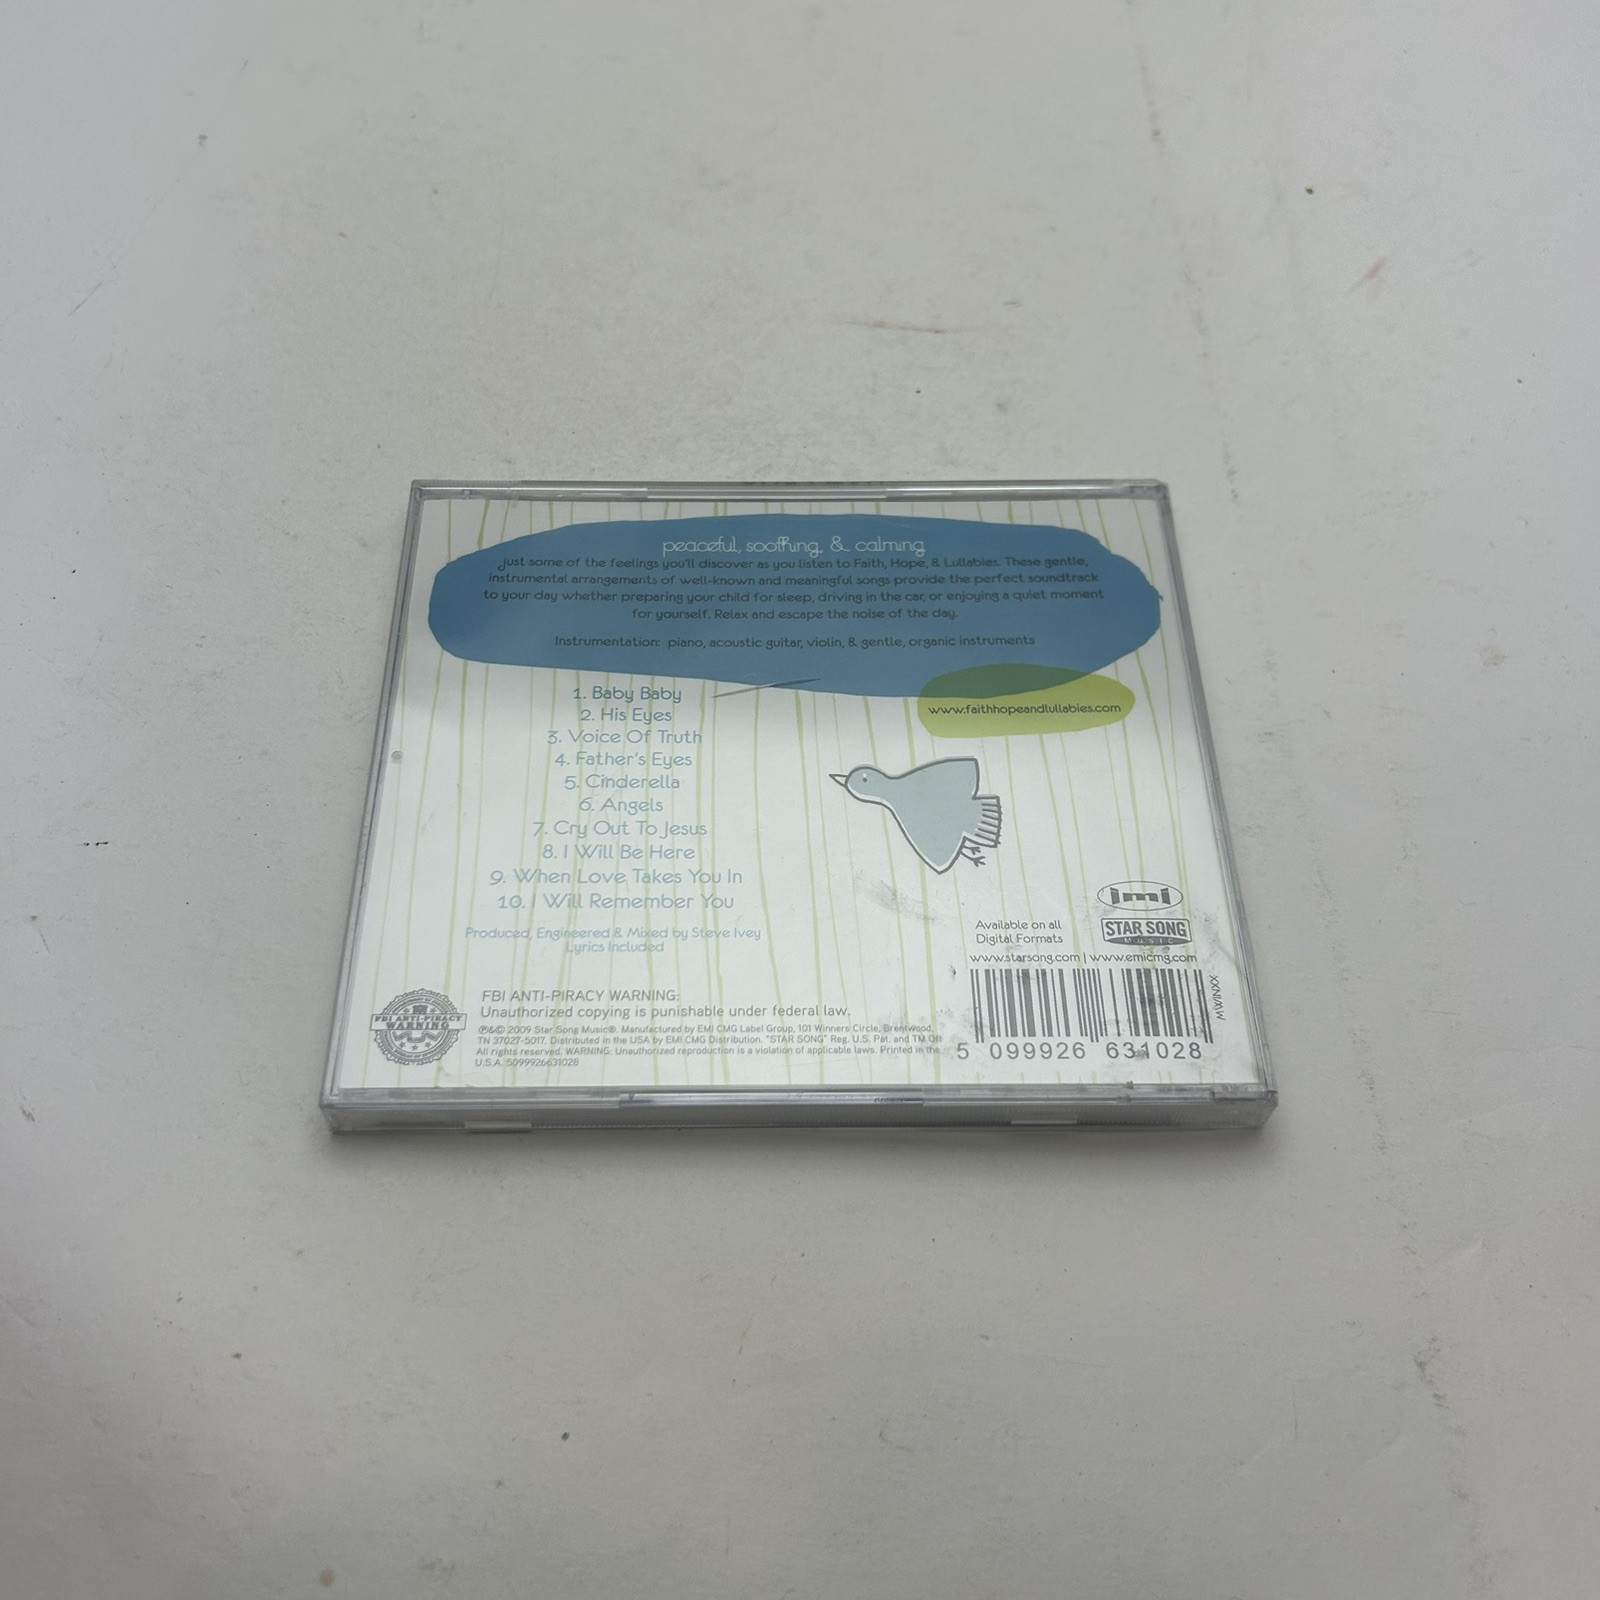 peaceful, soothing, & calming
just some of the feelings you'll discover as you listen to Faith, Hope, & Lullabies. These gentle,
instrumental arrangements of well-known and meaningful songs provide the perfect soundtrack
to your day whether preparing your child for sleep, driving in the car, or enjoying a quiet moment
for yourself. Relax and escape the noise of the day.
Instrumentation: piano, acoustic guitar, violin, & gentle, organic instruments
www.faithhopeandlullabies.com
1. Baby Baby
2. His Eyes
3. Voice Of Truth
4. Father's Eyes
5. Cinderella
6. Angels
7. Cry Out To Jesus
8. I Will Be Here
9. When Love Takes You In
10. I Will Remember You
Produced, Engineered & Mixed by Steve Ivey
Lyrics Included
imi
Available on all
Digital Formats
STAR SONG
MUSIC
www.starsong.com | www.emicmg.com
MWINXX
5 099926 631028
FBI ANTI-PIRACY
WARNING
FBI ANTI-PIRACY WARNING:
Unauthorized copying is punishable under federal law.
℗&© 2009 Star Song Music®. Manufactured by EMI CMG Label Group, 101 Winners Circle, Brentwood,
TN 37027-5017. Distributed in the USA by EMI CMG Distribution. "STAR SONG" Reg. U.S. Pat. and TM Off.
All rights reserved. WARNING: Unauthorized reproduction is a violation of applicable laws. Printed in the
U.S.A. 5099926631028